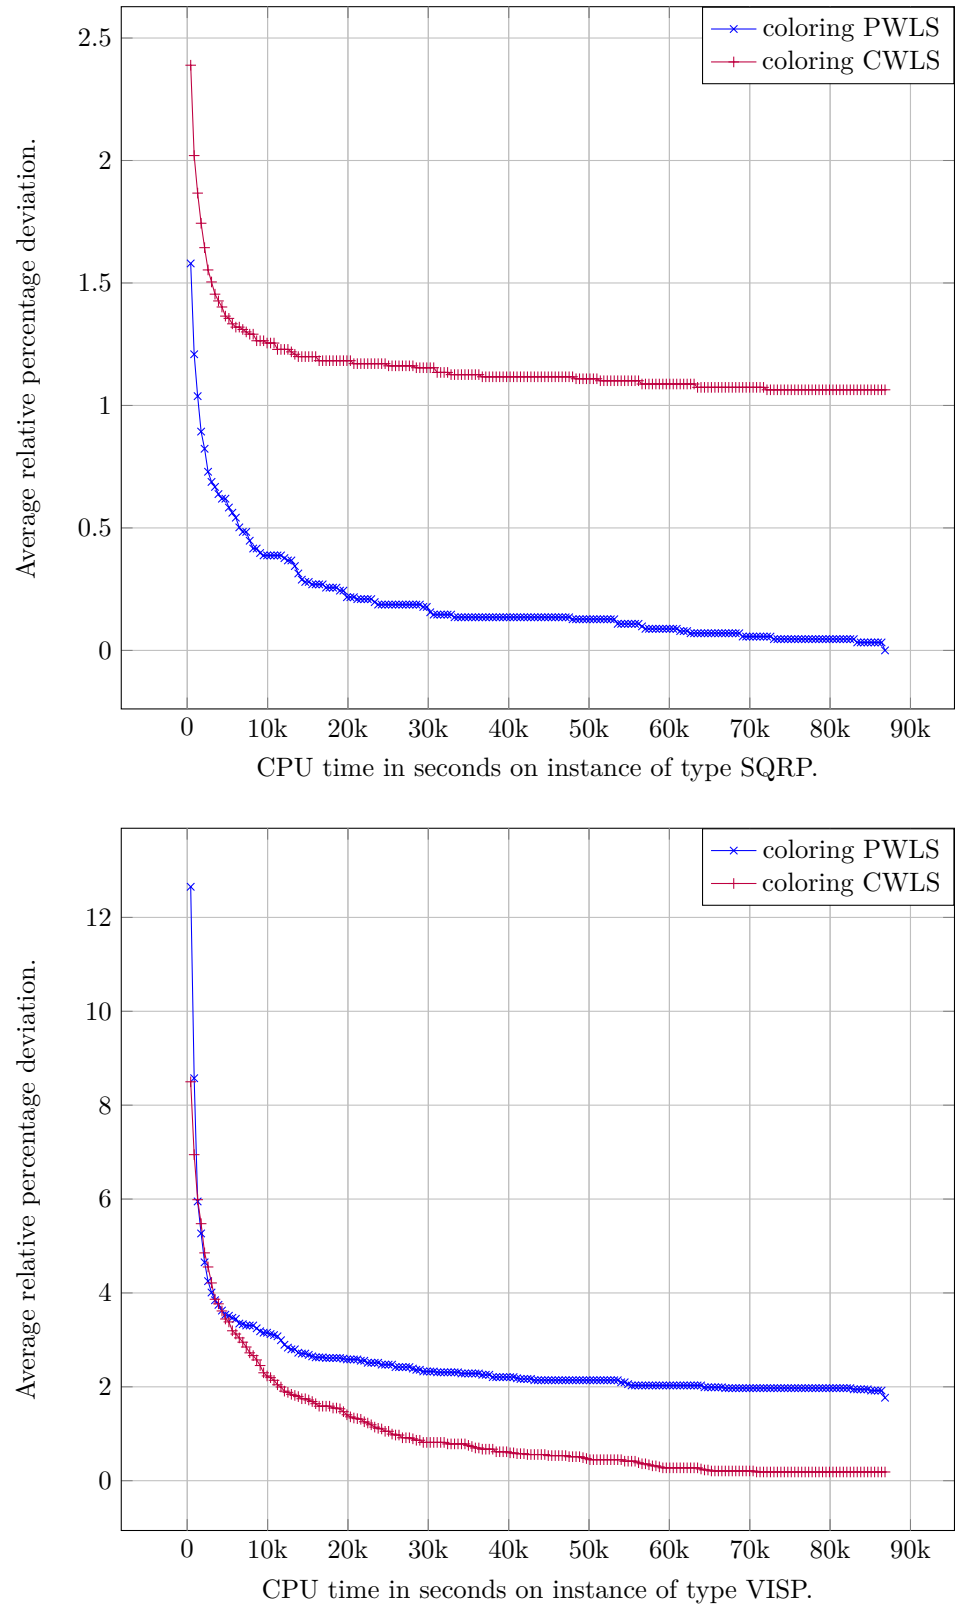 coloring PWLS
coloring CWLS
2.5
2
1.5
1
0.5
0
Average relative percentage deviation.
0 10k 20k 30k 40k 50k 60k 70k 80k 90k
CPU time in seconds on instance of type SQRP.
coloring PWLS
coloring CWLS
12
10
8
6
4
2
0
Average relative percentage deviation.
0 10k 20k 30k 40k 50k 60k 70k 80k 90k
CPU time in seconds on instance of type VISP.